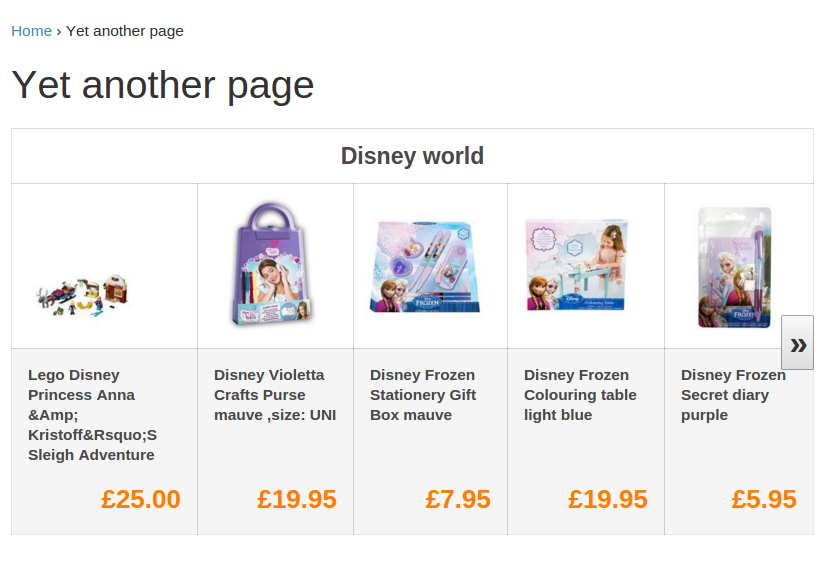 Home › Yet another page
Yet another page
Disney world
FROZEN
Disney
Colouring Table
FROZEN
»
Lego Disney
Princess Anna
&Amp;
Kristoff&Rsquo;S
Sleigh Adventure
£25.00
Disney Violetta
Crafts Purse
mauve ,size: UNI
£19.95
Disney Frozen
Stationery Gift
Box mauve
£7.95
Disney Frozen
Colouring table
light blue
£19.95
Disney Frozen
Secret diary
purple
£5.95